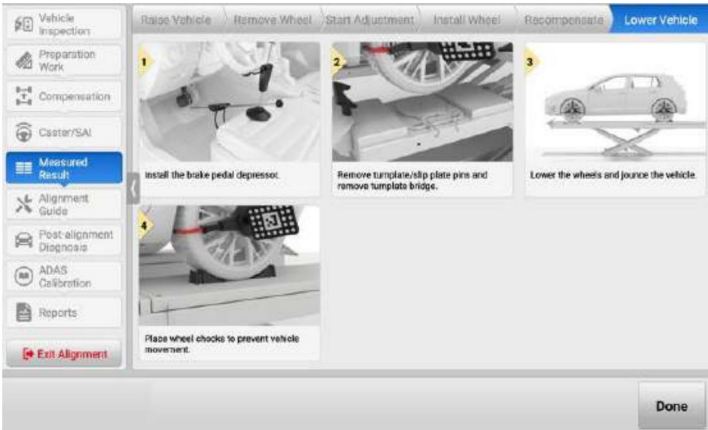 Vehicle
Inspection
Raise Vehicle
Remove Wheel
Start Adjustment
Install Wheel
Recompensate
Lower Vehicle
Preparation
Work
Compensation
Caster/SAI
Measured
Result
Alignment
Guide
Post-alignment
Diagnosis
ADAS
Calibration
Reports
Exit Alignment
1
Install the brake pedal depressor.
2
Remove turnplate/slip plate pins and
remove turnplate bridge.
3
Lower the wheels and jounce the vehicle.
4
Place wheel chocks to prevent vehicle
movement.
Done